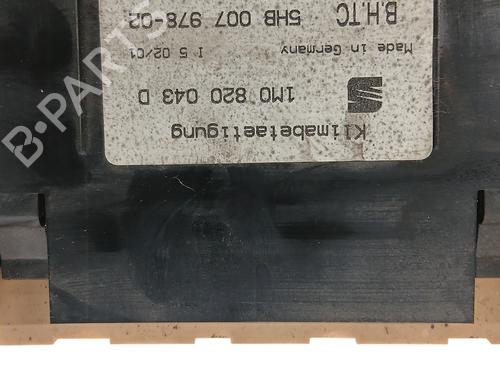 Klimabetaetigung
1M0 820 043 D
Made in Germany I 5 02/01
B.H.TC 5HB 007 978-02
B-PARTS